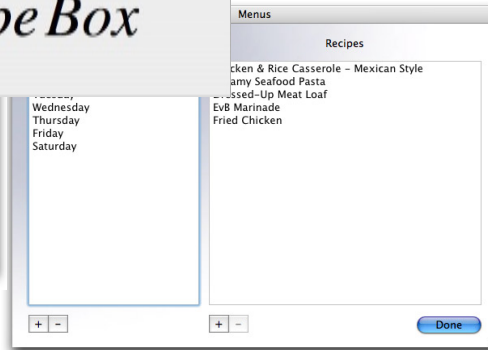 pe Box
Menus
Recipes
cken & Rice Casserole – Mexican Style
amy Seafood Pasta
essed-Up Meat Loaf
EvB Marinade
Fried Chicken
Tuesday
Wednesday
Thursday
Friday
Saturday
+ -
+ -
Done